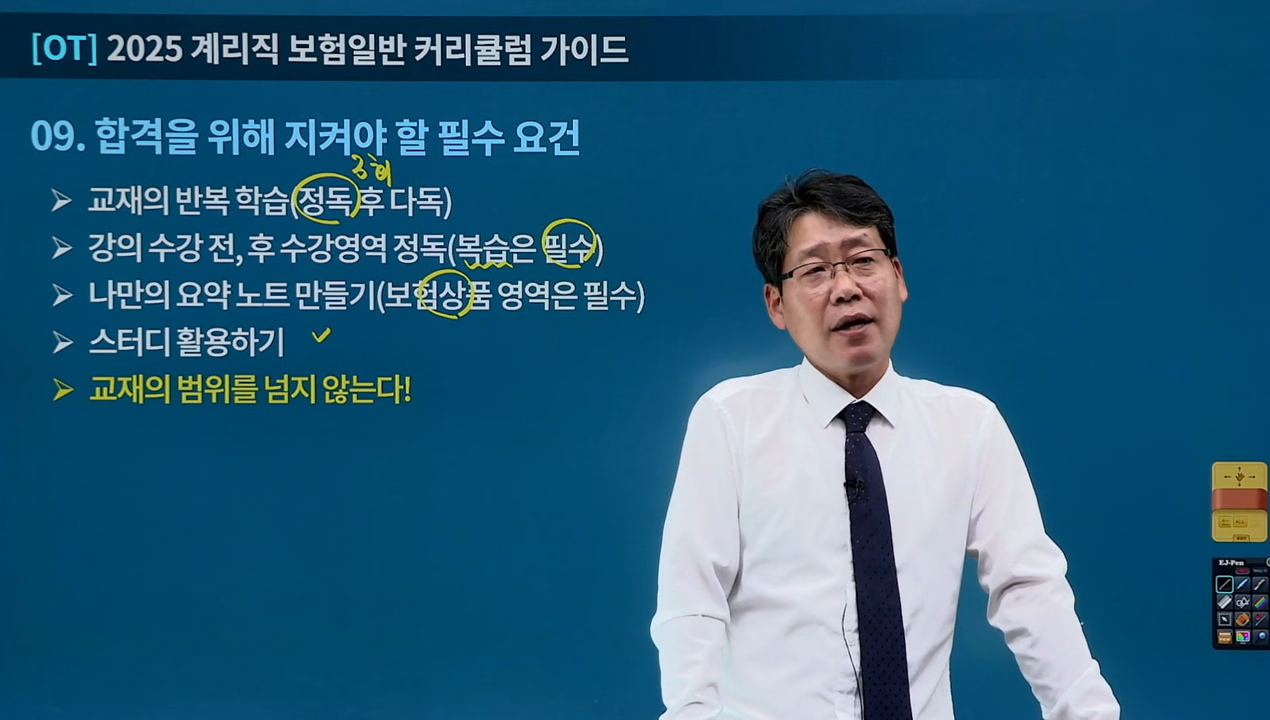 [OT] 2025 계리직 보험일반 커리큘럼 가이드
09. 합격을 위해 지켜야 할 필수 요건
3회
➢ 교재의 반복 학습(정독 후 다독)
➢ 강의 수강 전, 후 수강영역 정독(복습은 필수)
➢ 나만의 요약 노트 만들기(보험상품 영역은 필수)
➢ 스터디 활용하기
➢ 교재의 범위를 넘지 않는다!
ALL
EJ-Pen